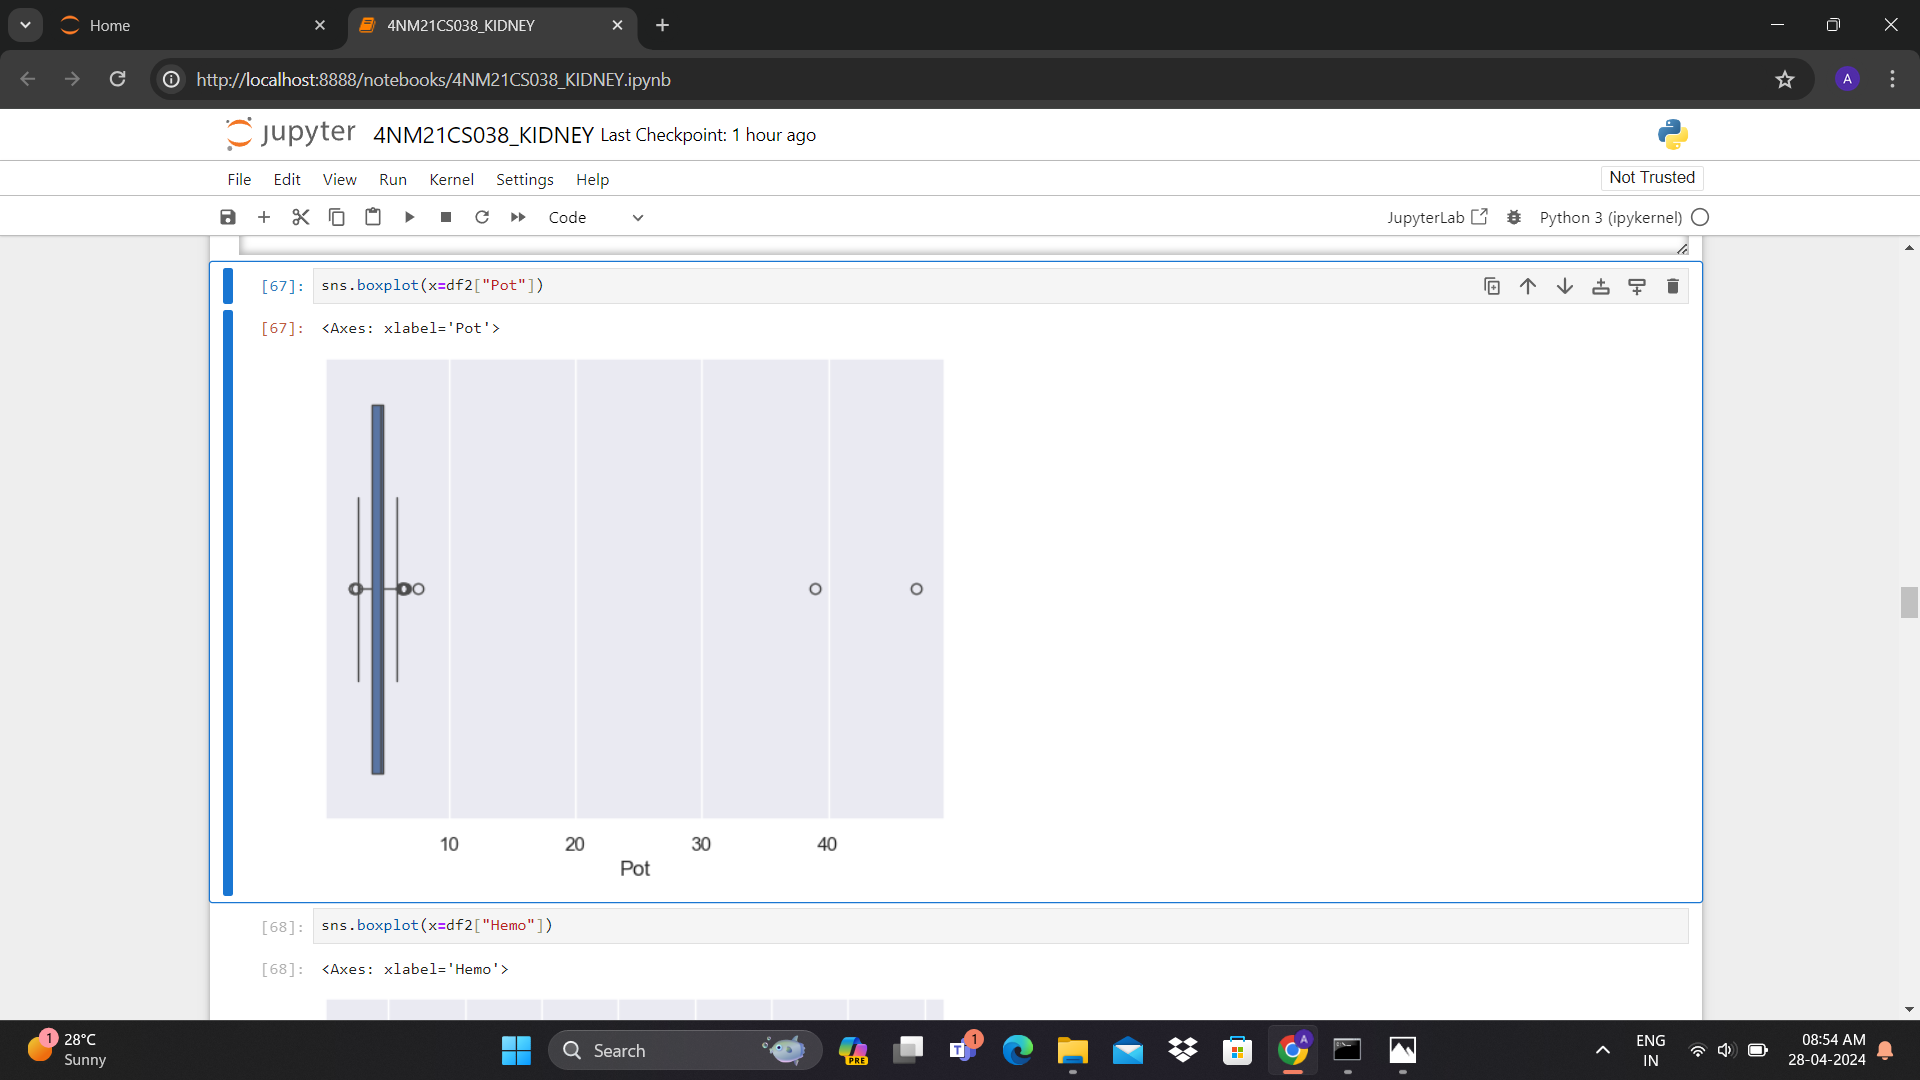 Home
4NM21CS038_KIDNEY
http://localhost:8888/notebooks/4NM21CS038_KIDNEY.ipynb
A
jupyter 4NM21CS038_KIDNEY Last Checkpoint: 1 hour ago
File Edit View Run Kernel Settings Help
Not Trusted
Code
JupyterLab
Python 3 (ipykernel)
[67]: sns.boxplot(x=df2["Pot"])
[67]: <Axes: xlabel='Pot'>
10 20 30 40
Pot
[68]: sns.boxplot(x=df2["Hemo"])
[68]: <Axes: xlabel='Hemo'>
1
28°C
Sunny
Search
PRE
T
1
A
ENG
IN
08:54 AM
28-04-2024